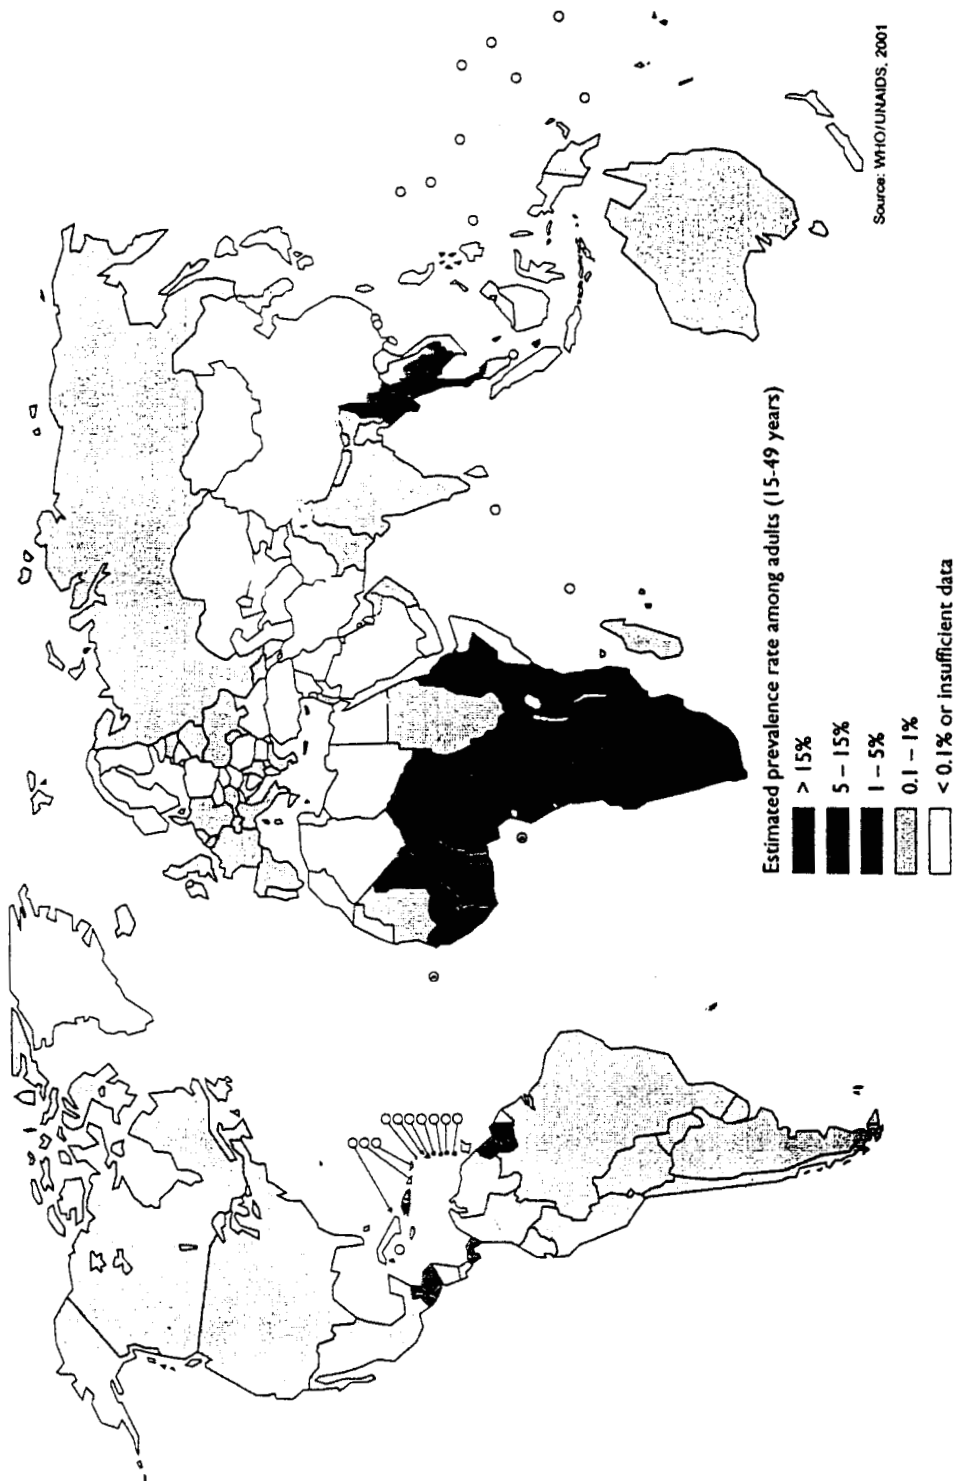 Estimated prevalence rate among adults (15-49 years)
> 15%
5 – 15%
1 – 5%
0.1 – 1%
< 0.1% or insufficient data
Source: WHO/UNAIDS, 2001